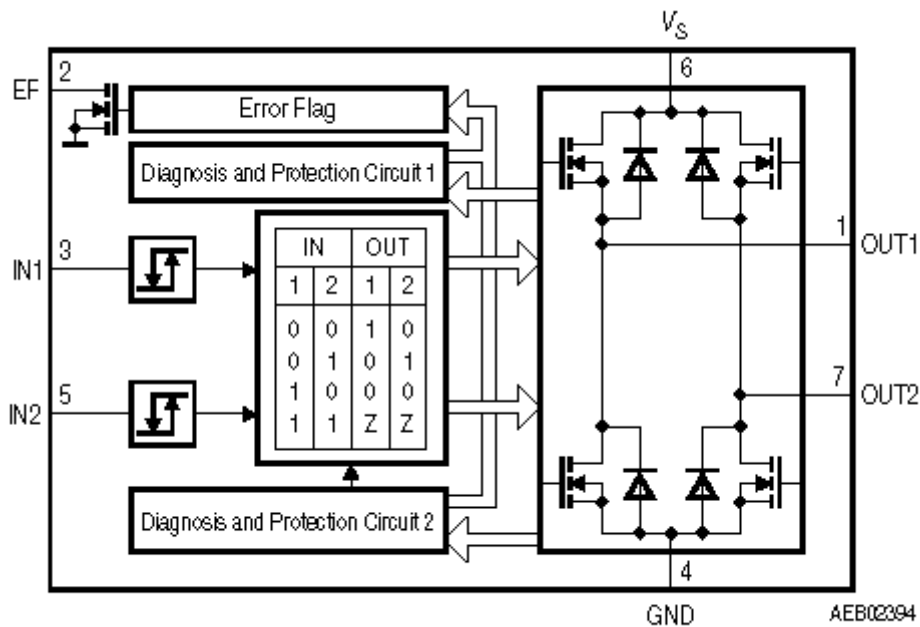 VS
6
2
EF
Error Flag
Diagnosis and Protection Circuit 1
3
IN1
IN OUT
1 2 1 2
0 0 1 0
0 1 0 1
1 0 0 0
1 1 Z Z
1
OUT1
5
IN2
7
OUT2
Diagnosis and Protection Circuit 2
4
GND
AEB02394